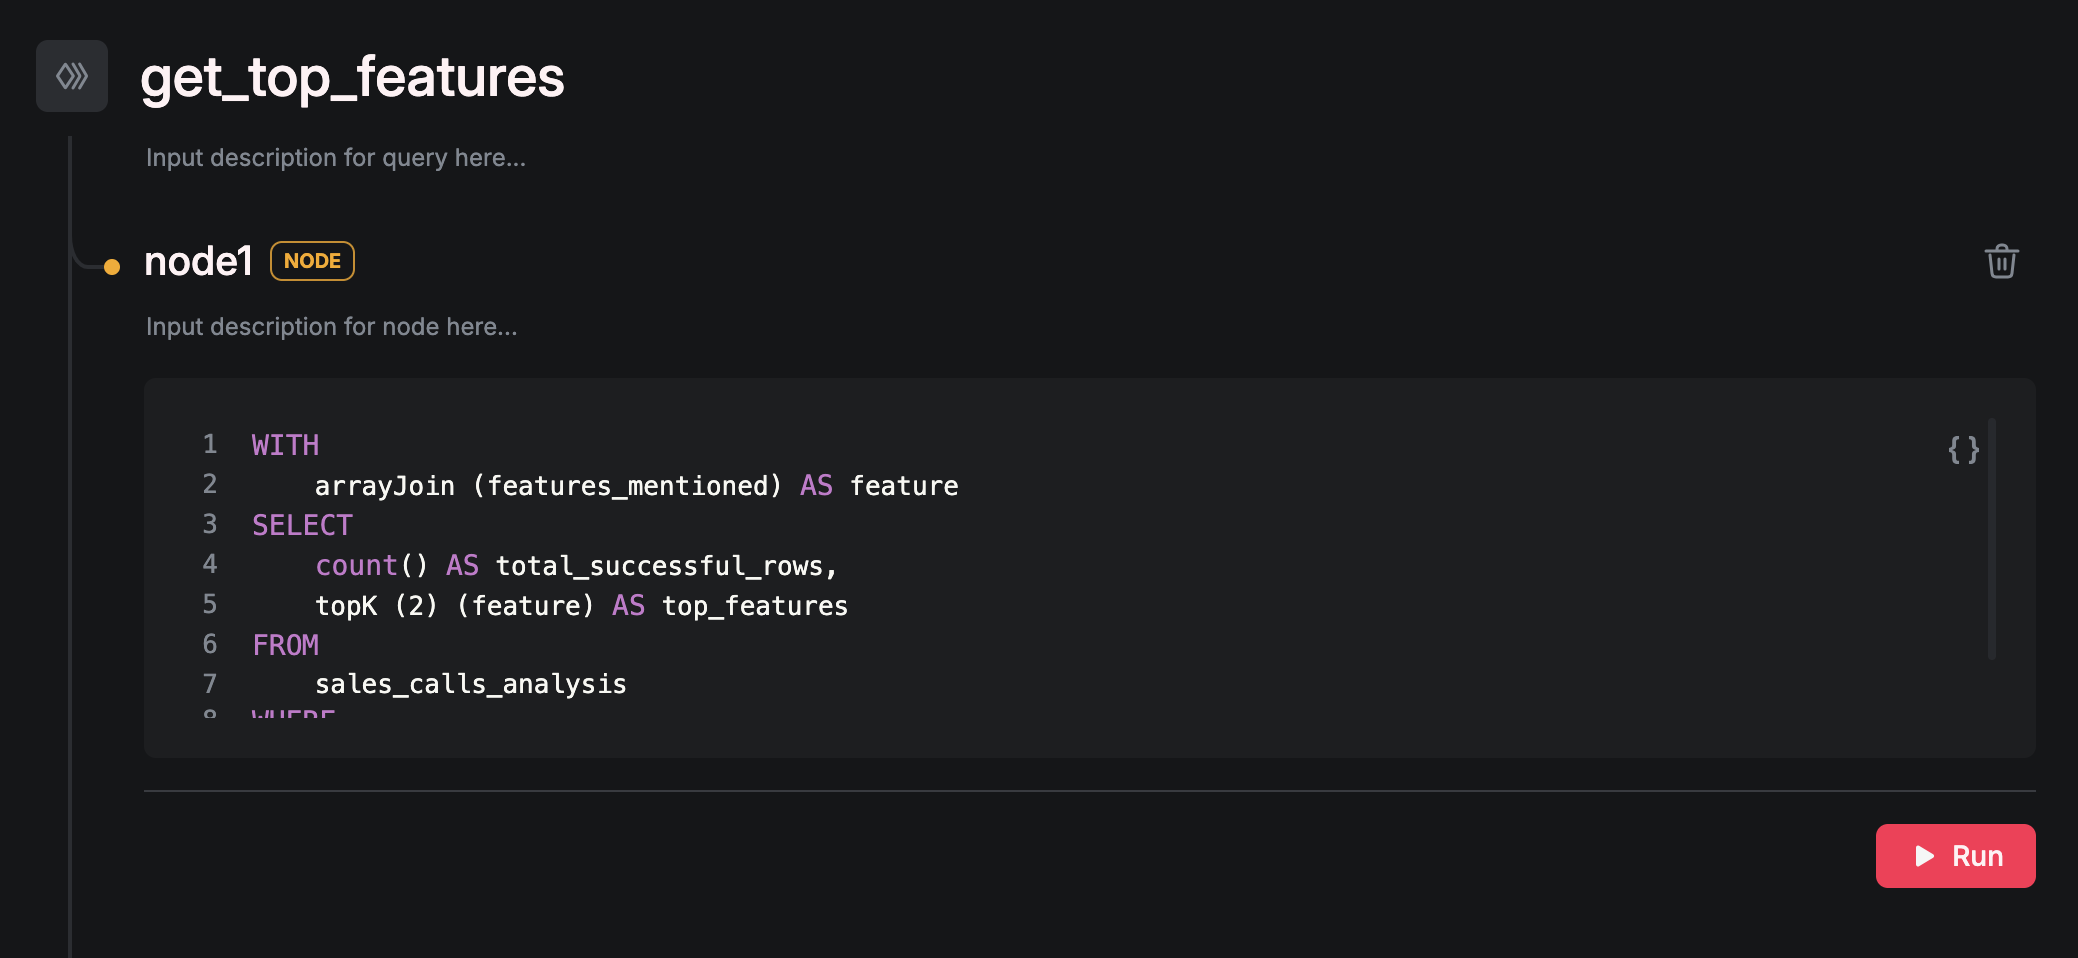 get_top_features
Input description for query here...
node1 NODE
Input description for node here...
1 WITH
2 arrayJoin (features_mentioned) AS feature
3 SELECT
4 count() AS total_successful_rows,
5 topK (2) (feature) AS top_features
6 FROM
7 sales_calls_analysis
8 WHERE
{}
Run